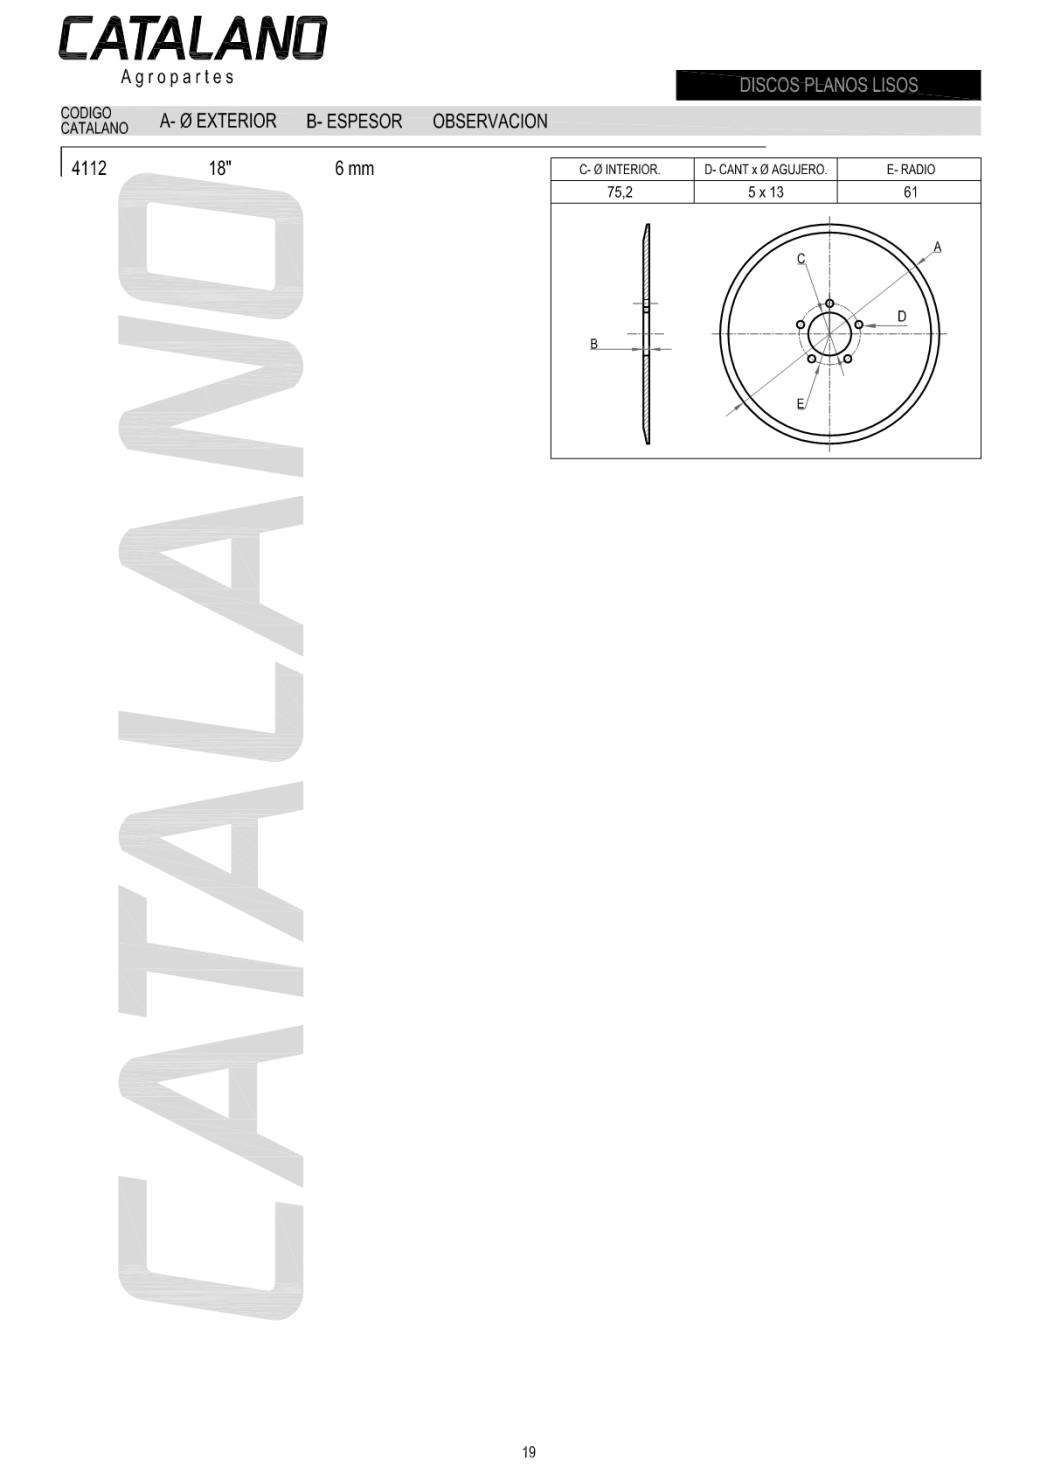 CATALANO
Agropartes
DISCOS PLANOS LISOS
CODIGO
CATALANO
A- Ø EXTERIOR
B- ESPESOR
OBSERVACION
4112
18"
6 mm
C- Ø INTERIOR.
D- CANT x Ø AGUJERO.
E- RADIO
75,2
5 x 13
61
A
C
D
B
E
CATALANO
19